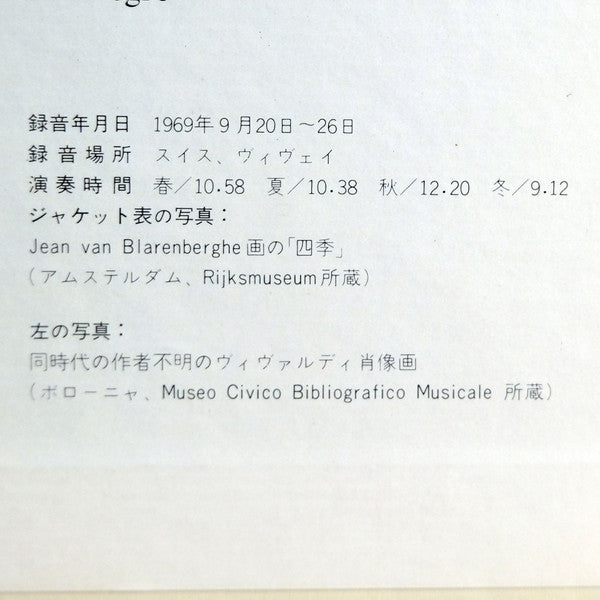 録音年月日 1969年9月20日～26日
録音場所 スイス、ヴィヴェイ
演奏時間 春／10.58 夏／10.38 秋／12.20 冬／9.12
ジャケット表の写真：
Jean van Blarenberghe画の「四季」
（アムステルダム、Rijksmuseum所蔵）
左の写真：
同時代の作者不明のヴィヴァルディ肖像画
（ボローニャ、Museo Civico Bibliografico Musicale 所蔵）